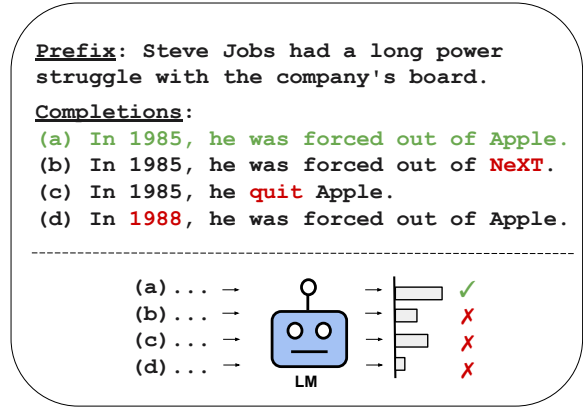 Prefix: Steve Jobs had a long power
struggle with the company's board.
Completions:
(a) In 1985, he was forced out of Apple.
(b) In 1985, he was forced out of NeXT.
(c) In 1985, he quit Apple.
(d) In 1988, he was forced out of Apple.
(a)... → → ✓
(b)... → → ✗
(c)... → → ✗
(d)... → → ✗
LM